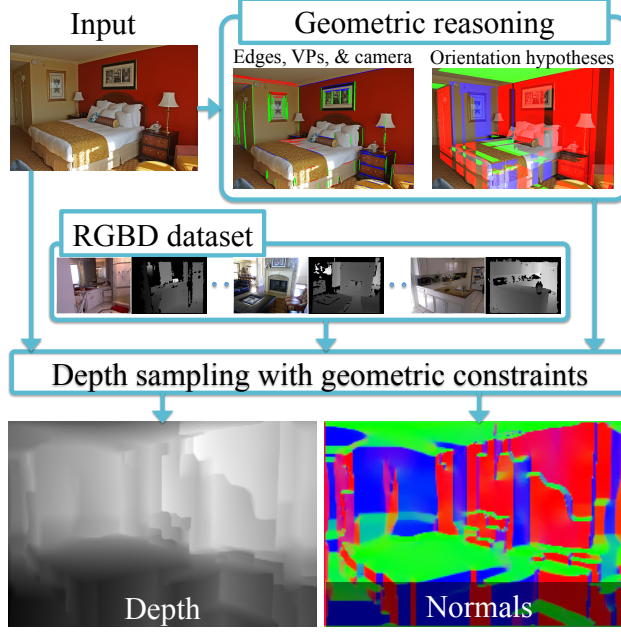 Input
Geometric reasoning
Edges, VPs, & camera
Orientation hypotheses
RGBD dataset
Depth sampling with geometric constraints
Depth
Normals